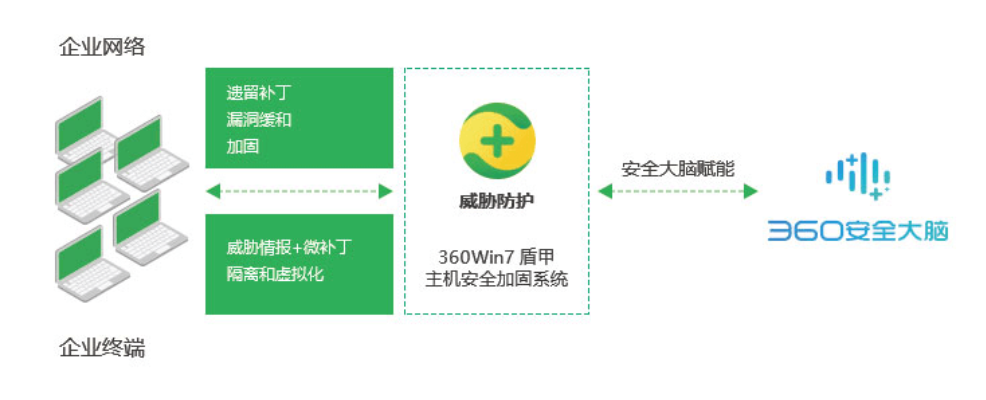 企业网络
遗留补丁
漏洞缓和
加固
威胁情报+微补丁
隔离和虚拟化
企业终端
威胁防护
360Win7 盾甲
主机安全加固系统
安全大脑赋能
360安全大脑